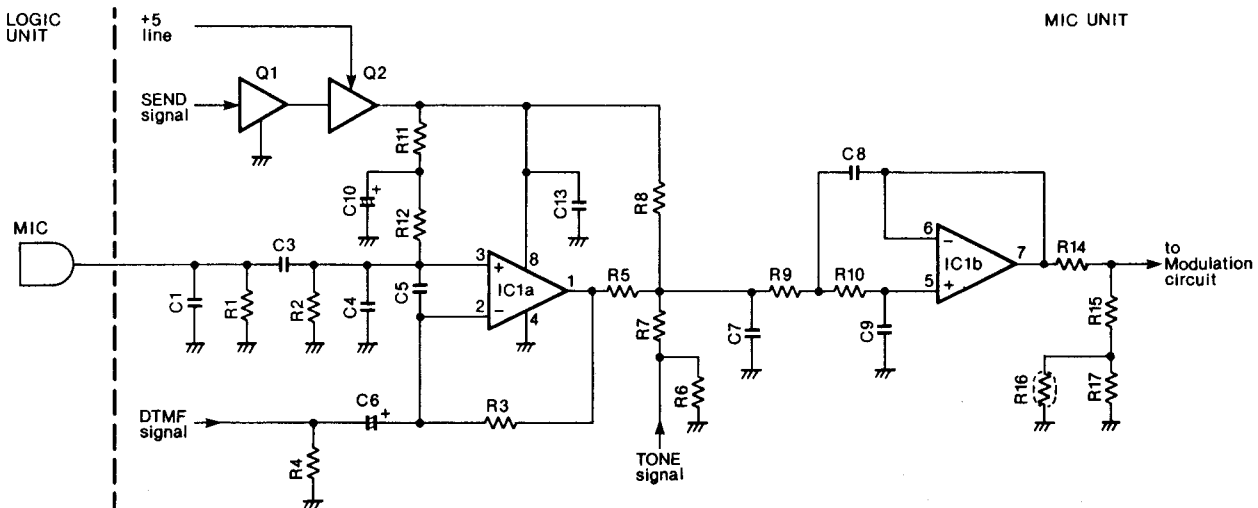 LOGIC
UNIT
+5
line
MIC UNIT
Q1
Q2
SEND
signal
R11
C10
+
R12
C13
R8
C8
MIC
C3
3
+
8
IC1a
1
2
−
4
R5
R9
R10
6
−
IC1b
7
5
+
R14
to
Modulation
circuit
C1
R1
R2
C4
C5
R7
C7
C9
R15
R6
R16
R17
DTMF
signal
C6
+
R3
R4
TONE
signal